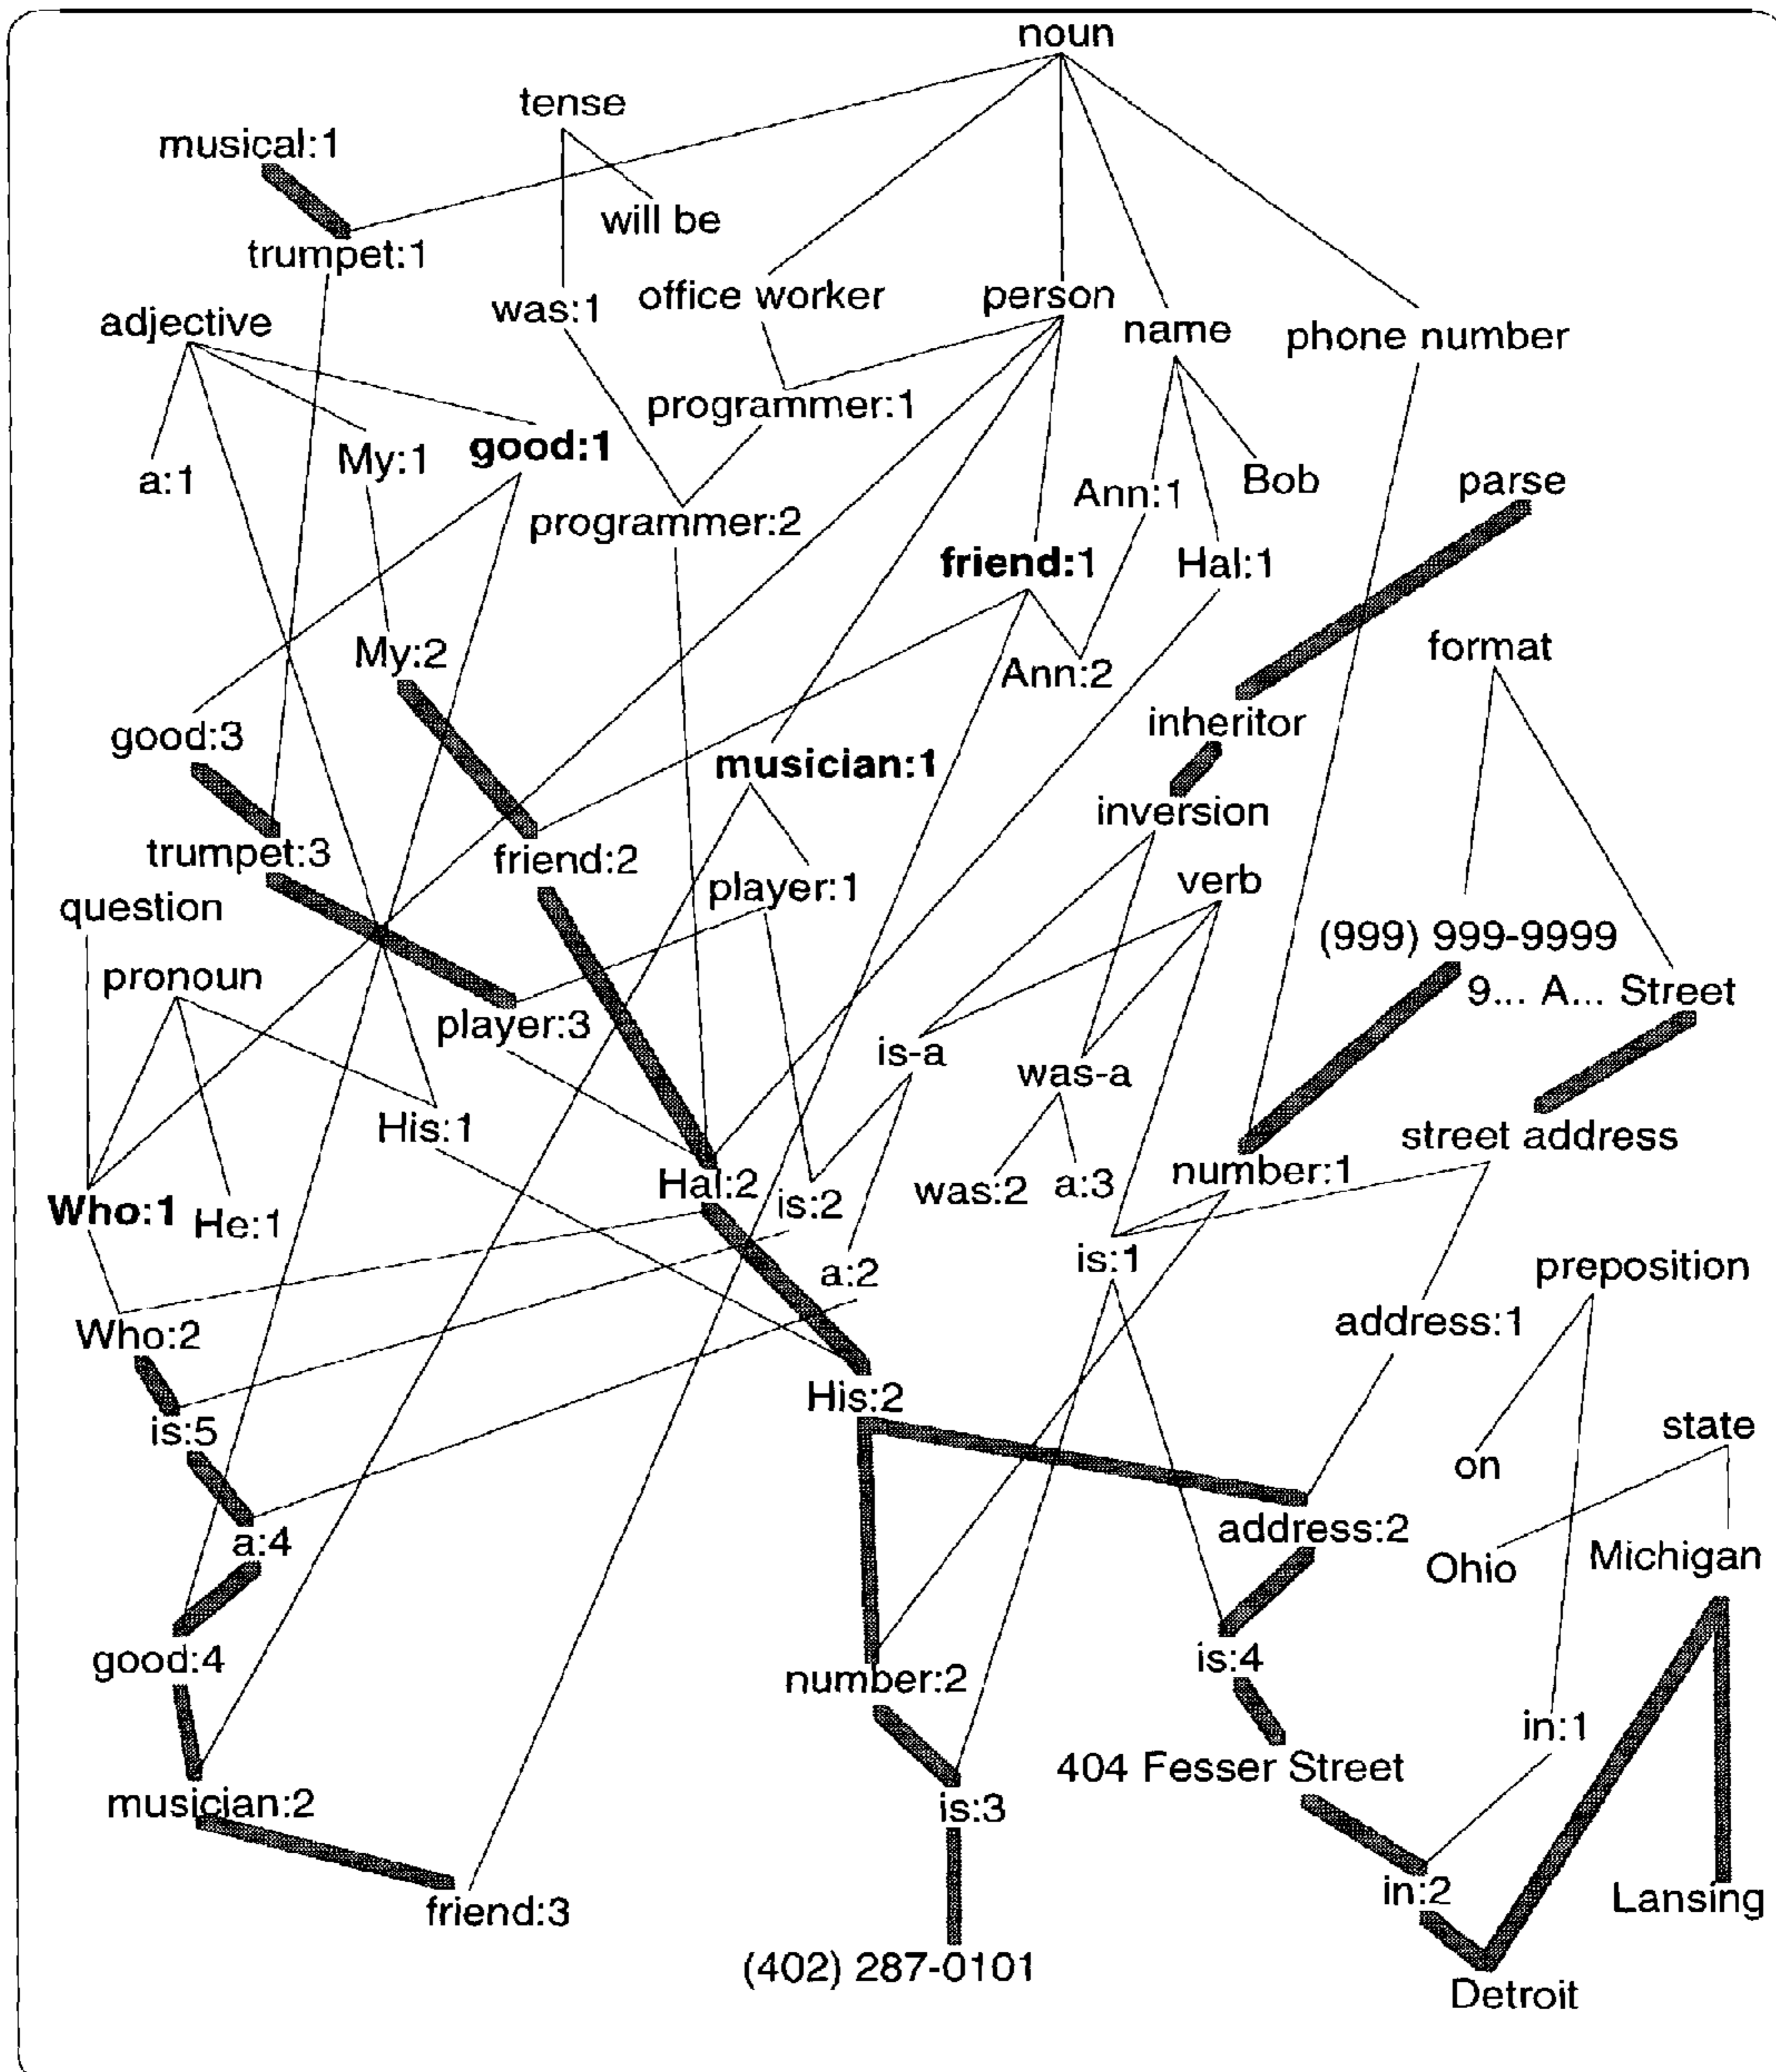 noun
tense
musical:1
will be
trumpet:1
office worker
person
was:1
adjective
name
phone number
programmer:1
good:1
My:1
a:1
Bob
parse
Ann:1
programmer:2
friend:1
Hal:1
format
My:2
Ann:2
inheritor
good:3
musician:1
inversion
trumpet:3
friend:2
player:1
verb
question
(999) 999-9999
pronoun
9... A... Street
player:3
is-a
was-a
His:1
street address
number:1
Hal:2
was:2
a:3
is:2
Who:1
He:1
is:1
a:2
preposition
address:1
Who:2
His:2
is:5
state
on
address:2
a:4
Ohio
Michigan
good:4
is:4
number:2
in:1
404 Fesser Street
musician:2
is:3
in:2
Lansing
friend:3
(402) 287-0101
Detroit